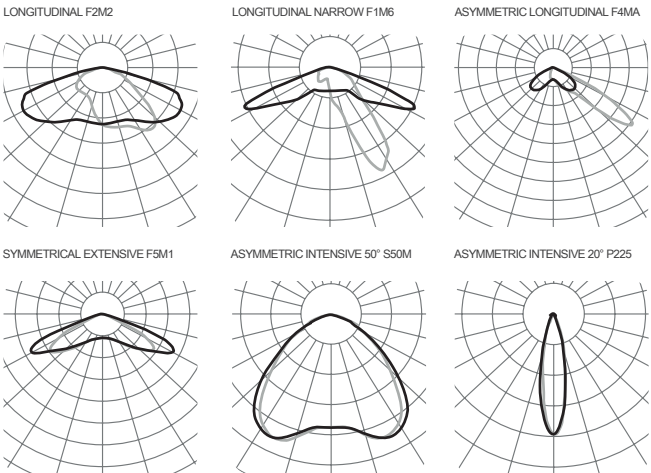 LONGITUDINAL F2M2
LONGITUDINAL NARROW F1M6
ASYMMETRIC LONGITUDINAL F4MA
SYMMETRICAL EXTENSIVE F5M1
ASYMMETRIC INTENSIVE 50° S50M
ASYMMETRIC INTENSIVE 20° P225